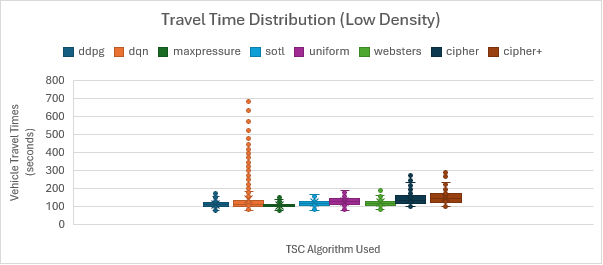 Travel Time Distribution (Low Density)
ddpg dqn maxpressure sotl uniform websters cipher cipher+
Vehicle Travel Times
(seconds)
800
700
600
500
400
300
200
100
0
TSC Algorithm Used